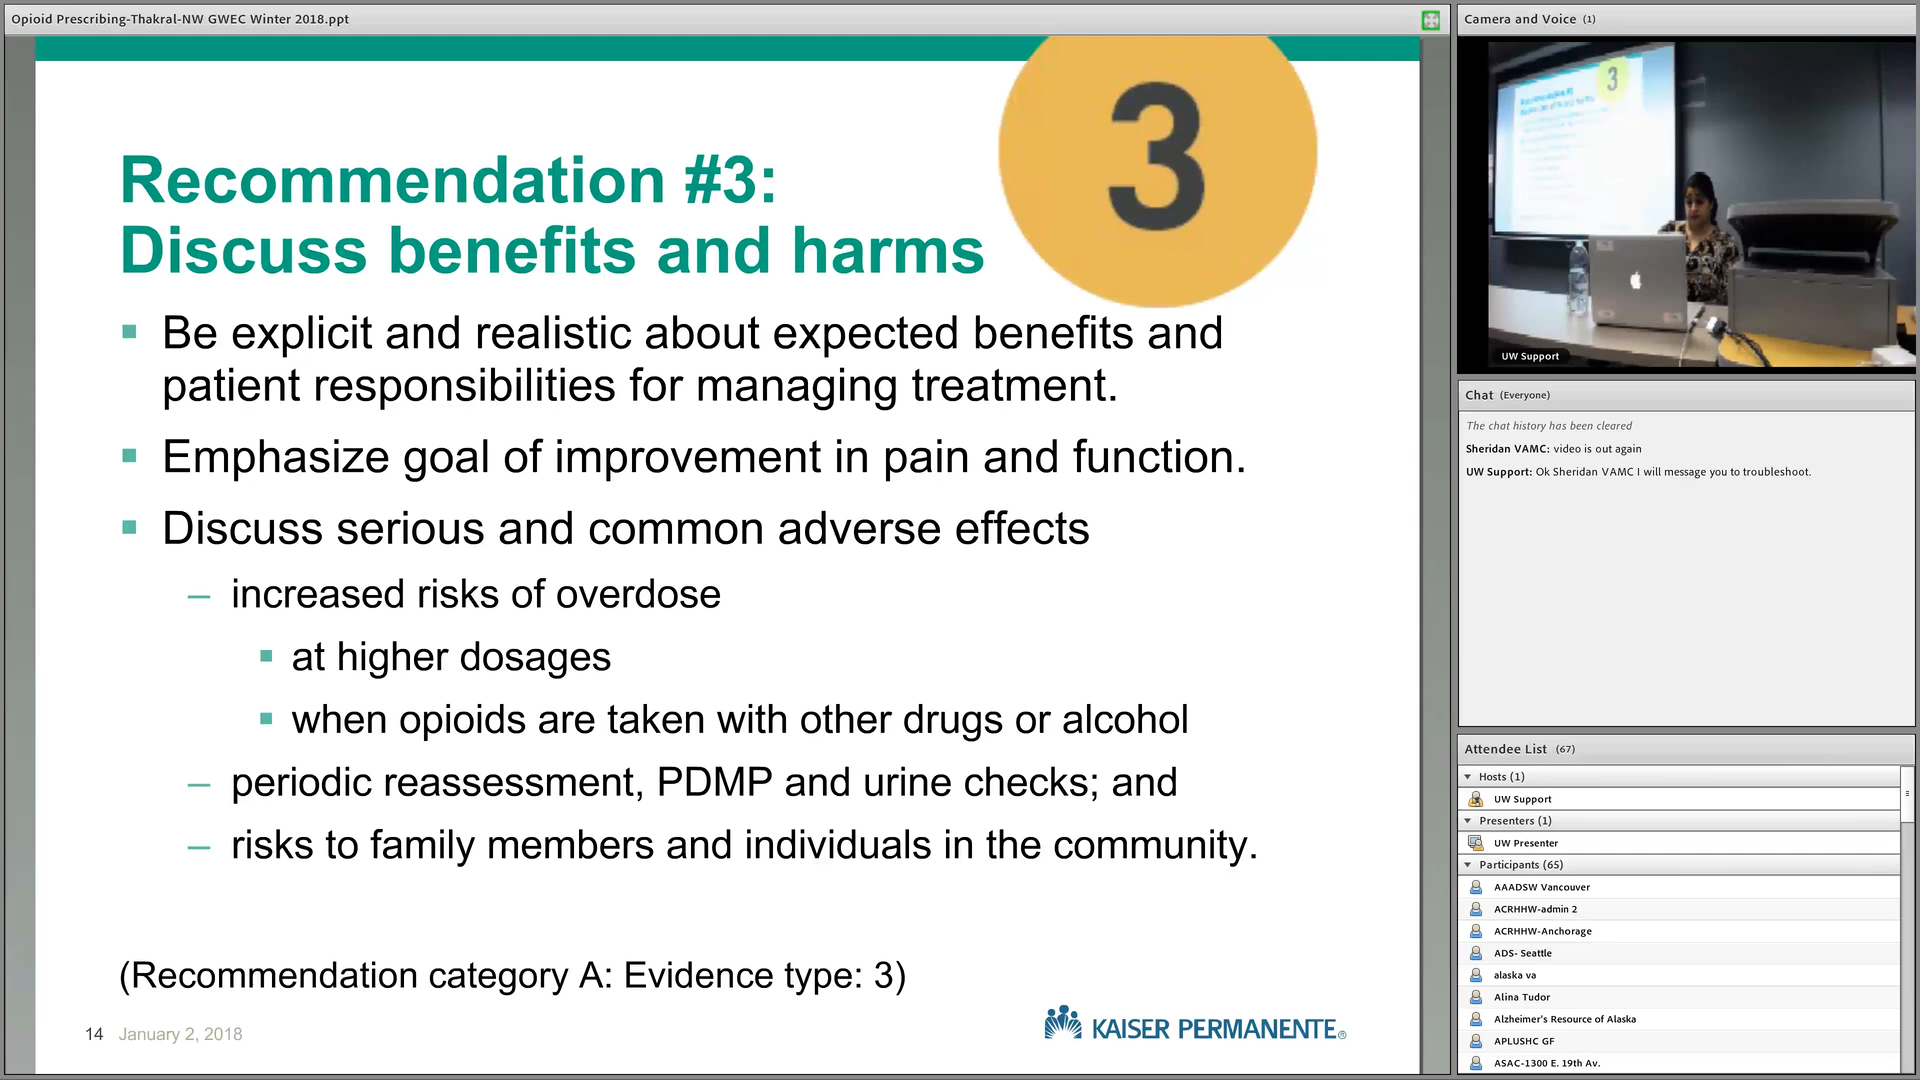 Opioid Prescribing-Thakral-NW GWEC Winter 2018.ppt
3
Recommendation #3:
Discuss benefits and harms
Be explicit and realistic about expected benefits and
patient responsibilities for managing treatment.
Emphasize goal of improvement in pain and function.
Discuss serious and common adverse effects
– increased risks of overdose
at higher dosages
when opioids are taken with other drugs or alcohol
– periodic reassessment, PDMP and urine checks; and
– risks to family members and individuals in the community.
(Recommendation category A: Evidence type: 3)
14 January 2, 2018
KAISER PERMANENTE®
Camera and Voice (1)
3
UW Support
Chat (Everyone)
The chat history has been cleared
Sheridan VAMC: video is out again
UW Support: Ok Sheridan VAMC I will message you to troubleshoot.
Attendee List (67)
Hosts (1)
UW Support
Presenters (1)
UW Presenter
Participants (65)
AAADSW Vancouver
ACRHHW-admin 2
ACRHHW-Anchorage
ADS- Seattle
alaska va
Alina Tudor
Alzheimer's Resource of Alaska
APLUSHC GF
ASAC-1300 E. 19th Av.